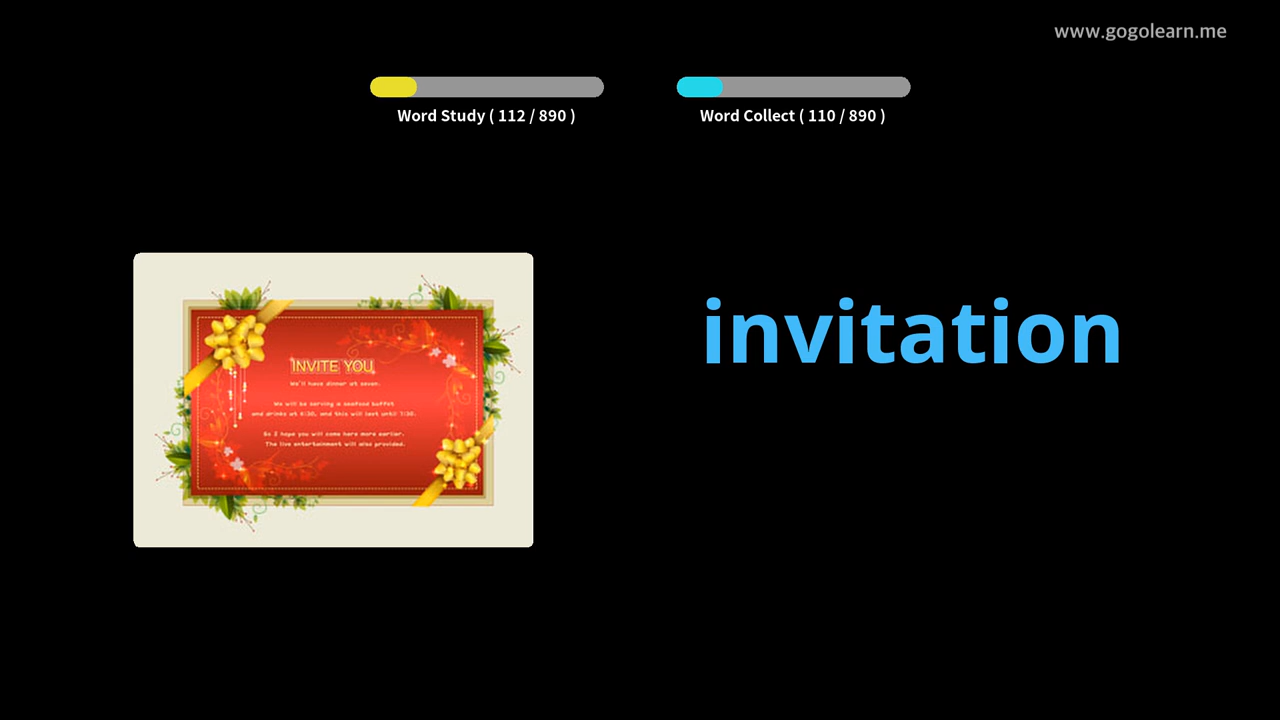 www.gogolearn.me
Word Study ( 112 / 890 )
Word Collect ( 110 / 890 )
invitation
INVITE YOU
We'll have dinner at seven.
We will be serving a seafood buffet
and drinks at 6:30, and this will last until 7:30.
So I hope you will come here more earlier.
The live entertainment will also provided.